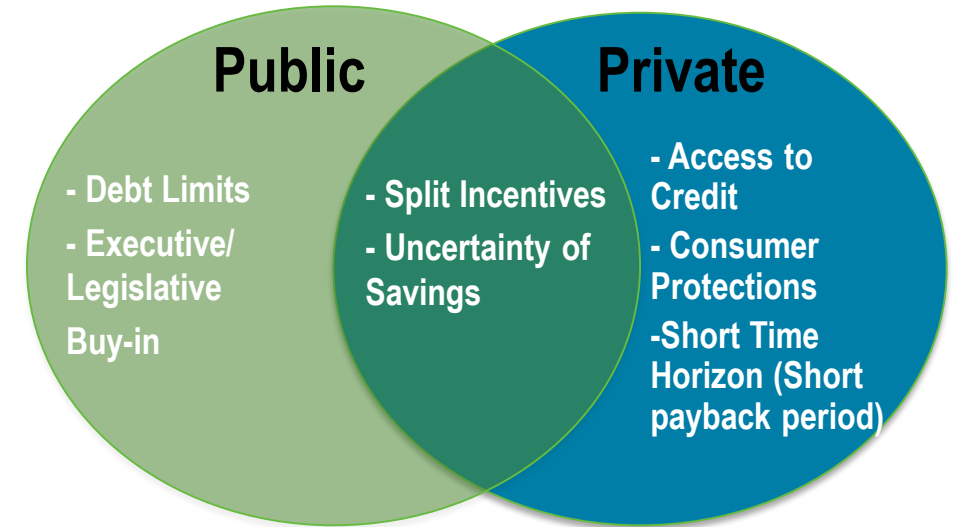 Public
Private
- Debt Limits
- Executive/
Legislative
Buy-in
- Split Incentives
- Uncertainty of
Savings
- Access to
Credit
- Consumer
Protections
-Short Time
Horizon (Short
payback period)